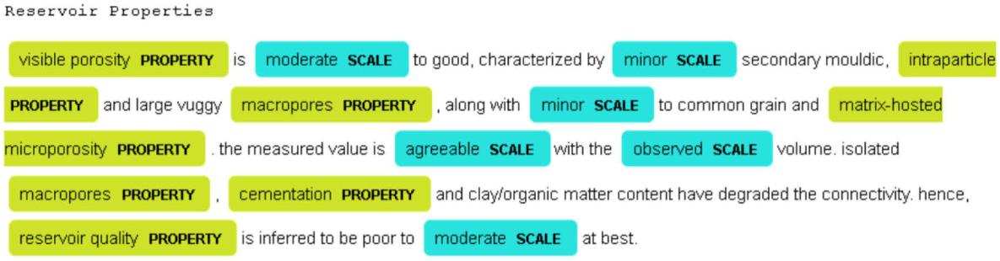 Reservoir Properties
visible porosity PROPERTY is moderate SCALE to good, characterized by minor SCALE secondary mouldic, intraparticle
PROPERTY and large vuggy macropores PROPERTY , along with minor SCALE to common grain and matrix-hosted
microporosity PROPERTY . the measured value is agreeable SCALE with the observed SCALE volume. isolated
macropores PROPERTY , cementation PROPERTY and clay/organic matter content have degraded the connectivity. hence,
reservoir quality PROPERTY is inferred to be poor to moderate SCALE at best.